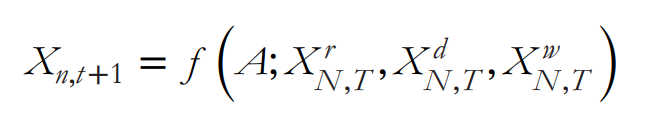 X_{n,t+1} = f(A; X^r_{N,T}, X^d_{N,T}, X^w_{N,T})